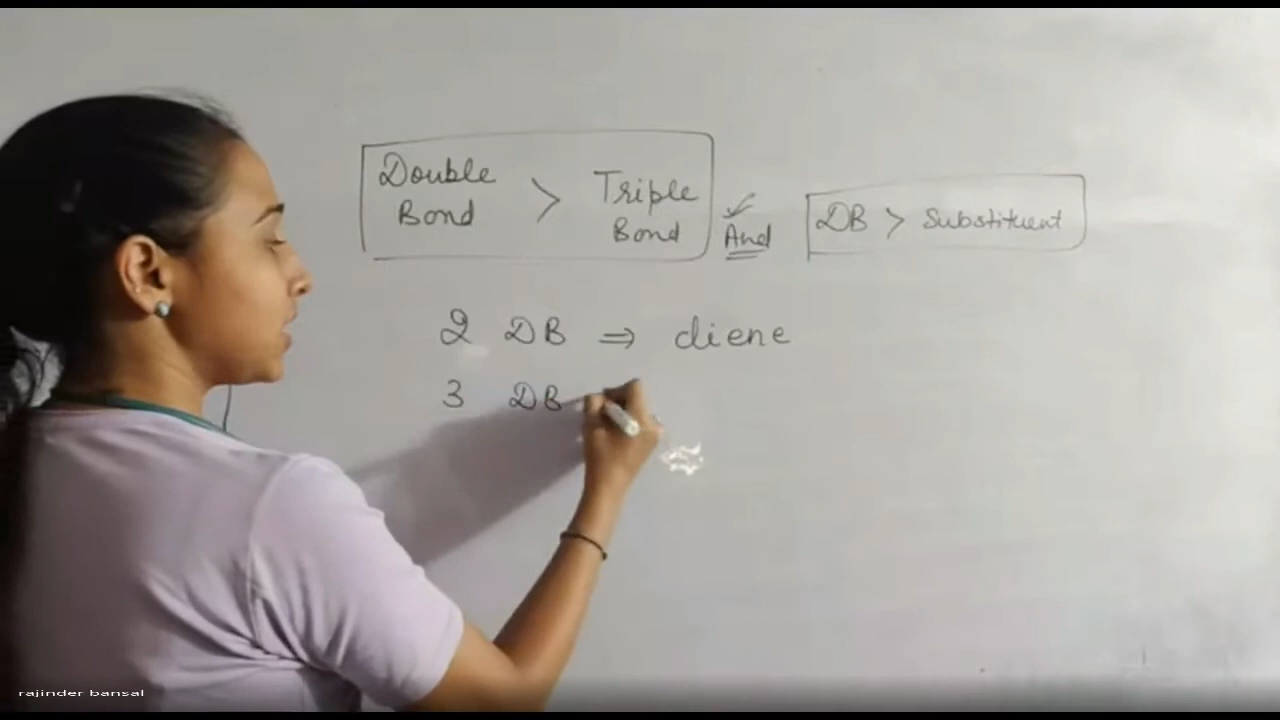 Double Bond > Triple Bond And DB > Substituent
2 DB ⇒ diene
3 DB
rajinder bansal